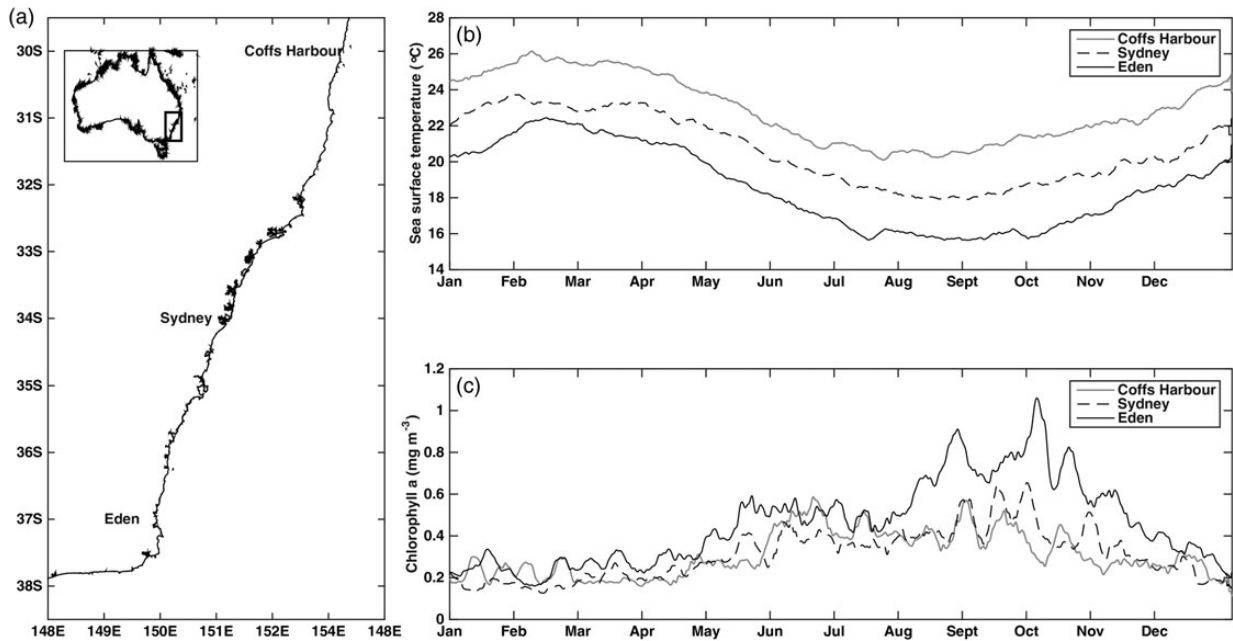 (a)
30S
31S
32S
33S
34S
35S
36S
37S
38S
Coffs Harbour
Sydney
Eden
148E 149E 150E 151E 152E 154E 148E
(b)
Sea surface temperature (ºC)
28
26
24
22
20
18
16
14
Coffs Harbour
Sydney
Eden
Jan Feb Mar Apr May Jun Jul Aug Sept Oct Nov Dec
(c)
Chlorophyll a (mg m⁻³)
1.2
1
0.8
0.6
0.4
0.2
0
Coffs Harbour
Sydney
Eden
Jan Feb Mar Apr May Jun Jul Aug Sept Oct Nov Dec